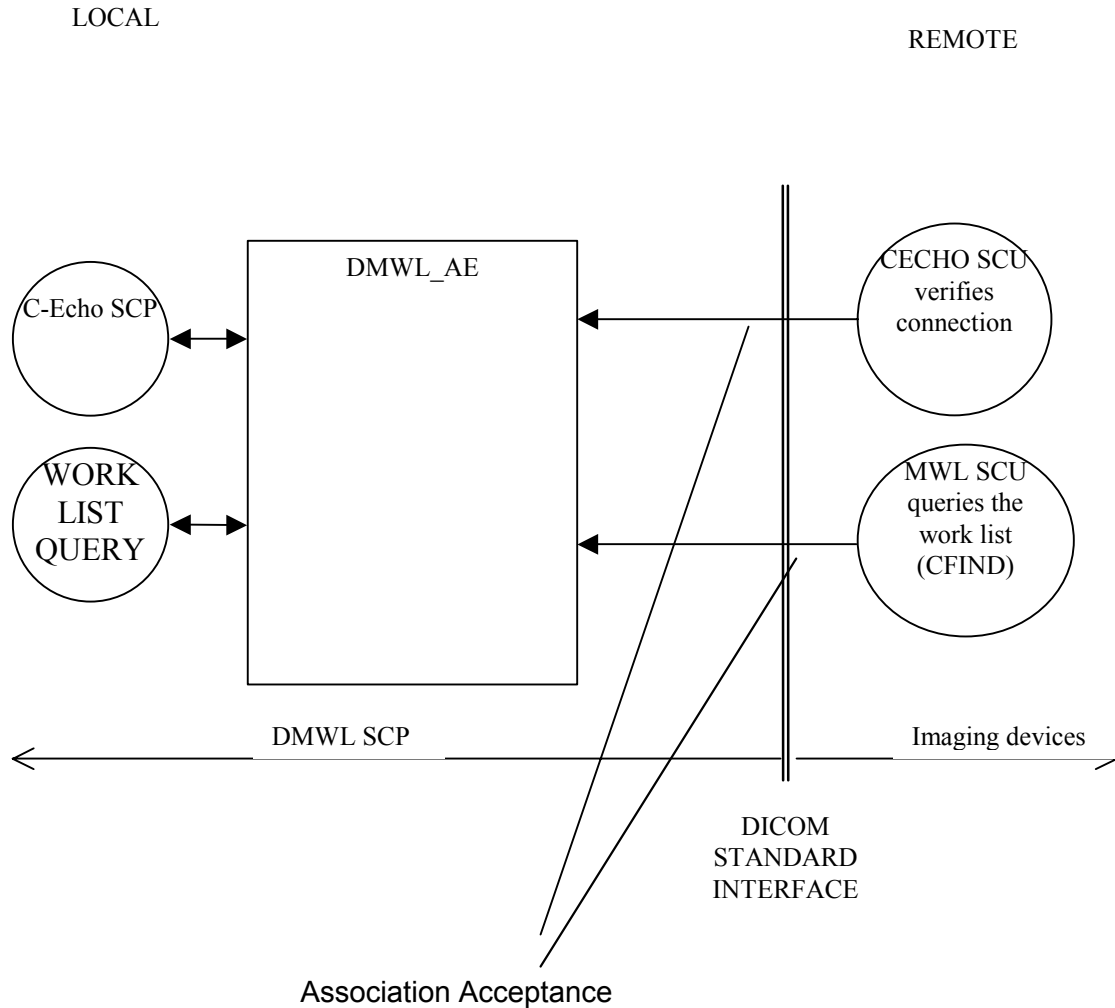 LOCAL
REMOTE
DMWL_AE
CECHO SCU
verifies
connection
C-Echo SCP
WORK
LIST
QUERY
MWL SCU
queries the
work list
(CFIND)
DMWL SCP
Imaging devices
DICOM
STANDARD
INTERFACE
Association Acceptance